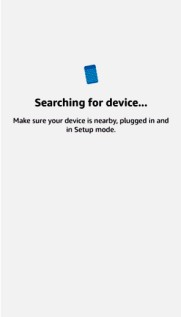 Searching for device...
Make sure your device is nearby, plugged in and
in Setup mode.